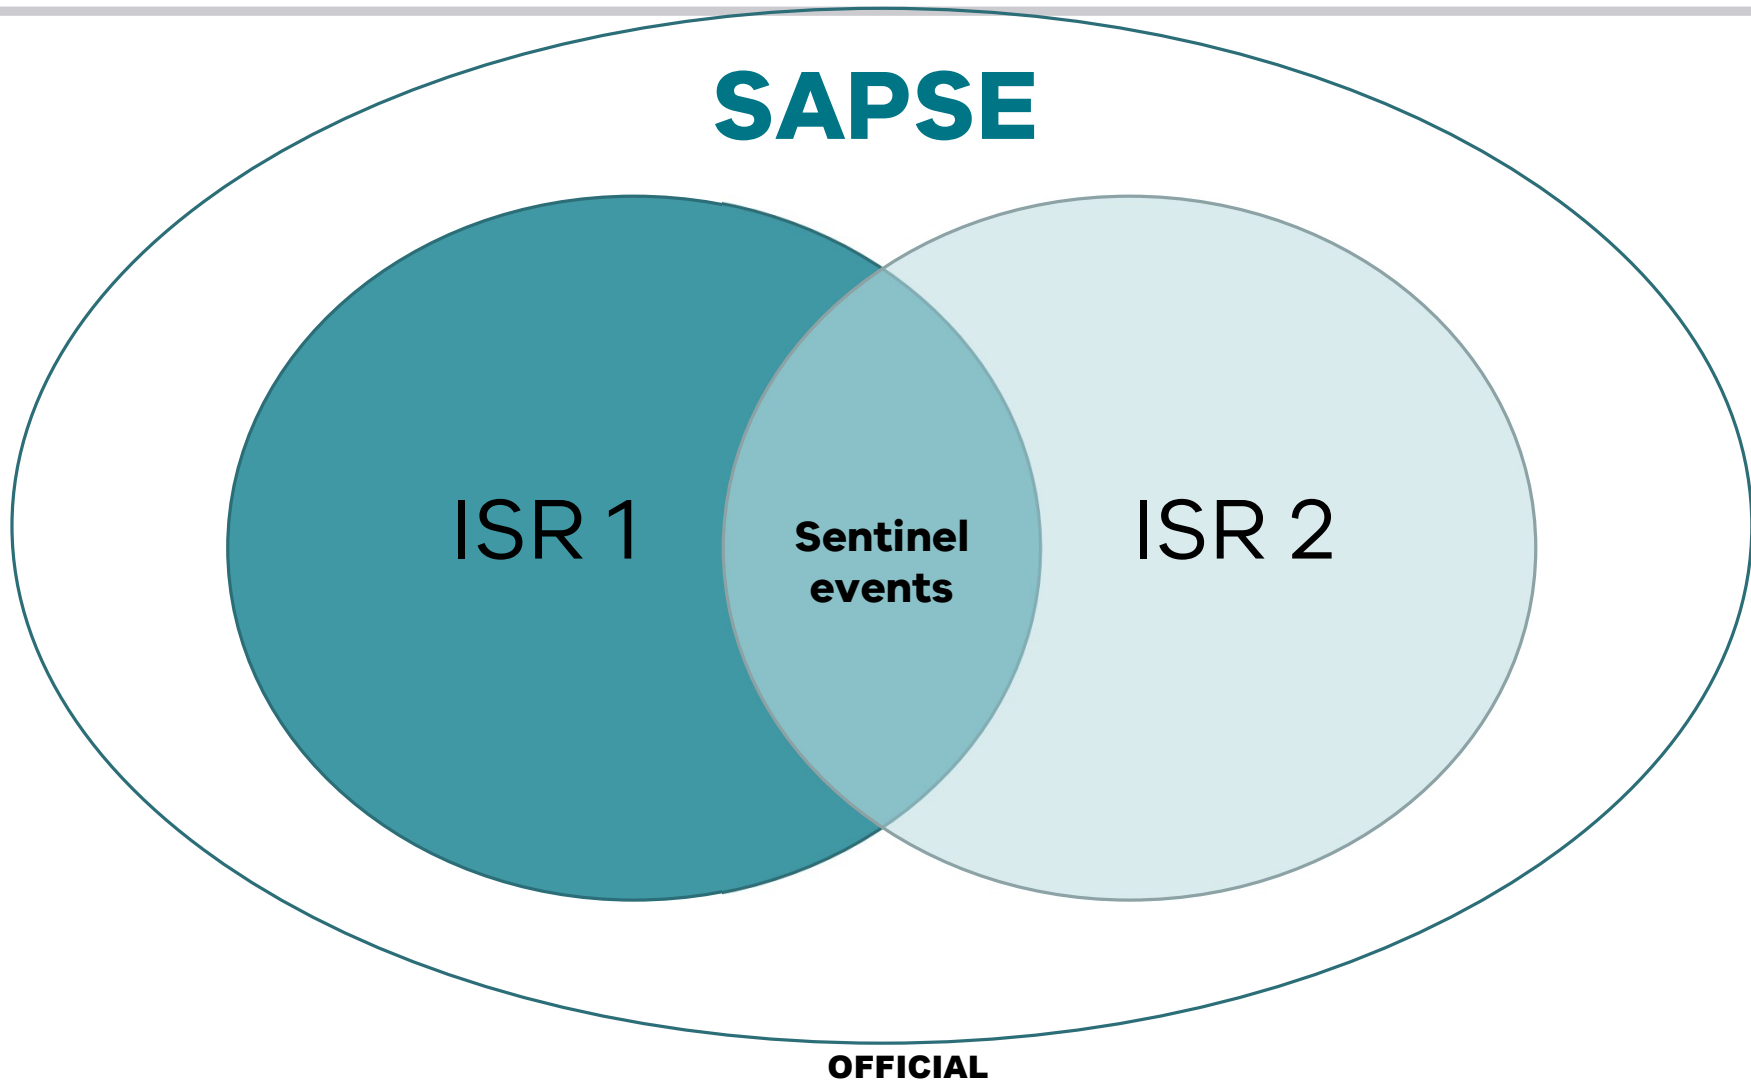 SAPSE
ISR 1
Sentinel
events
ISR 2
OFFICIAL